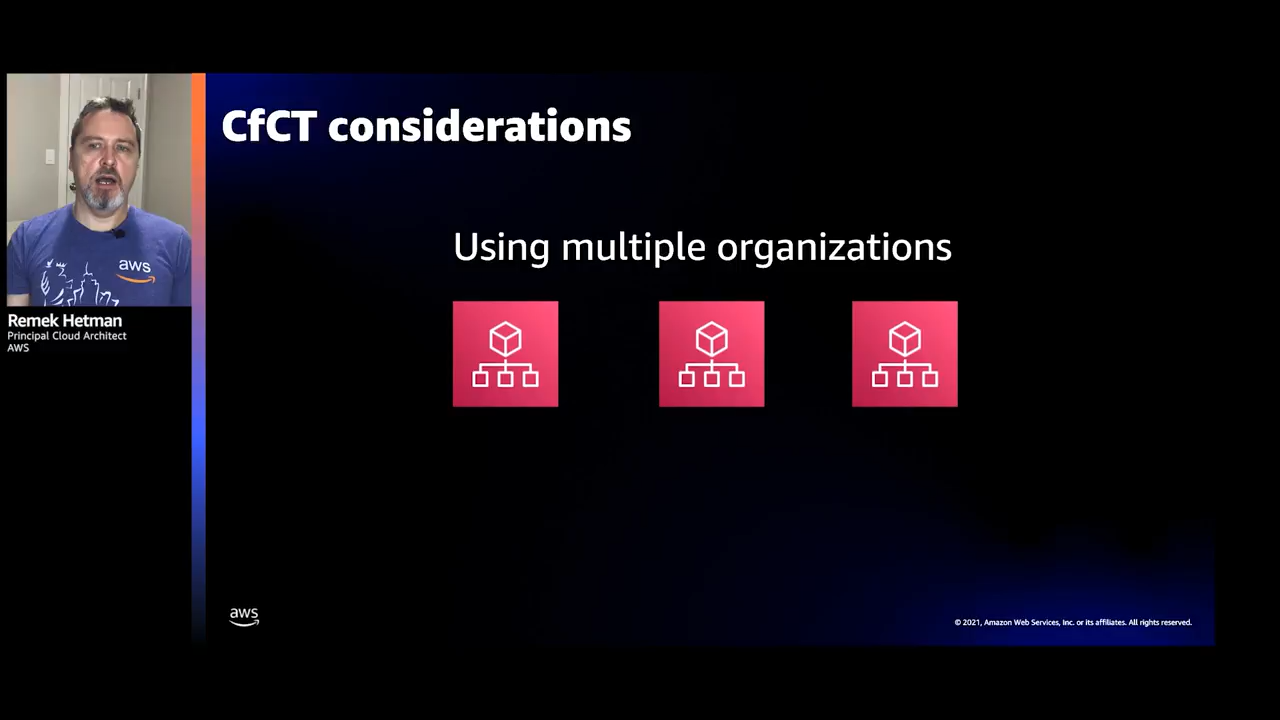 CfCT considerations
Using multiple organizations
aws
Remek Hetman
Principal Cloud Architect
AWS
aws
© 2021, Amazon Web Services, Inc. or its affiliates. All rights reserved.